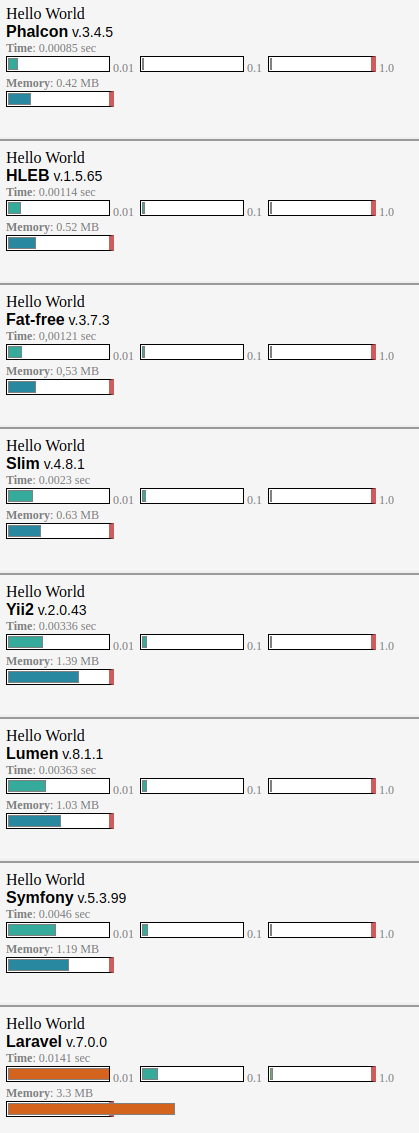 Hello World
Phalcon v.3.4.5
Time: 0.00085 sec
0.01 0.1 1.0
Memory: 0.42 MB
Hello World
HLEB v.1.5.65
Time: 0.00114 sec
0.01 0.1 1.0
Memory: 0.52 MB
Hello World
Fat-free v.3.7.3
Time: 0,00121 sec
0.01 0.1 1.0
Memory: 0,53 MB
Hello World
Slim v.4.8.1
Time: 0.0023 sec
0.01 0.1 1.0
Memory: 0.63 MB
Hello World
Yii2 v.2.0.43
Time: 0.00336 sec
0.01 0.1 1.0
Memory: 1.39 MB
Hello World
Lumen v.8.1.1
Time: 0.00363 sec
0.01 0.1 1.0
Memory: 1.03 MB
Hello World
Symfony v.5.3.99
Time: 0.0046 sec
0.01 0.1 1.0
Memory: 1.19 MB
Hello World
Laravel v.7.0.0
Time: 0.0141 sec
0.01 0.1 1.0
Memory: 3.3 MB